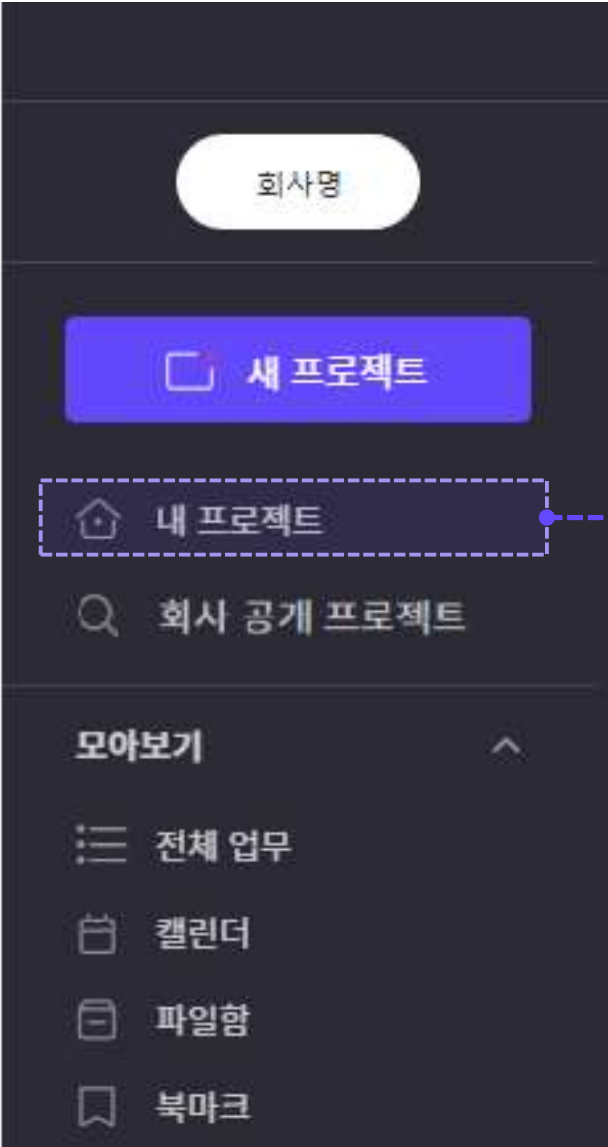 회사명
새 프로젝트
내 프로젝트
회사 공개 프로젝트
모아보기
전체 업무
캘린더
파일함
북마크